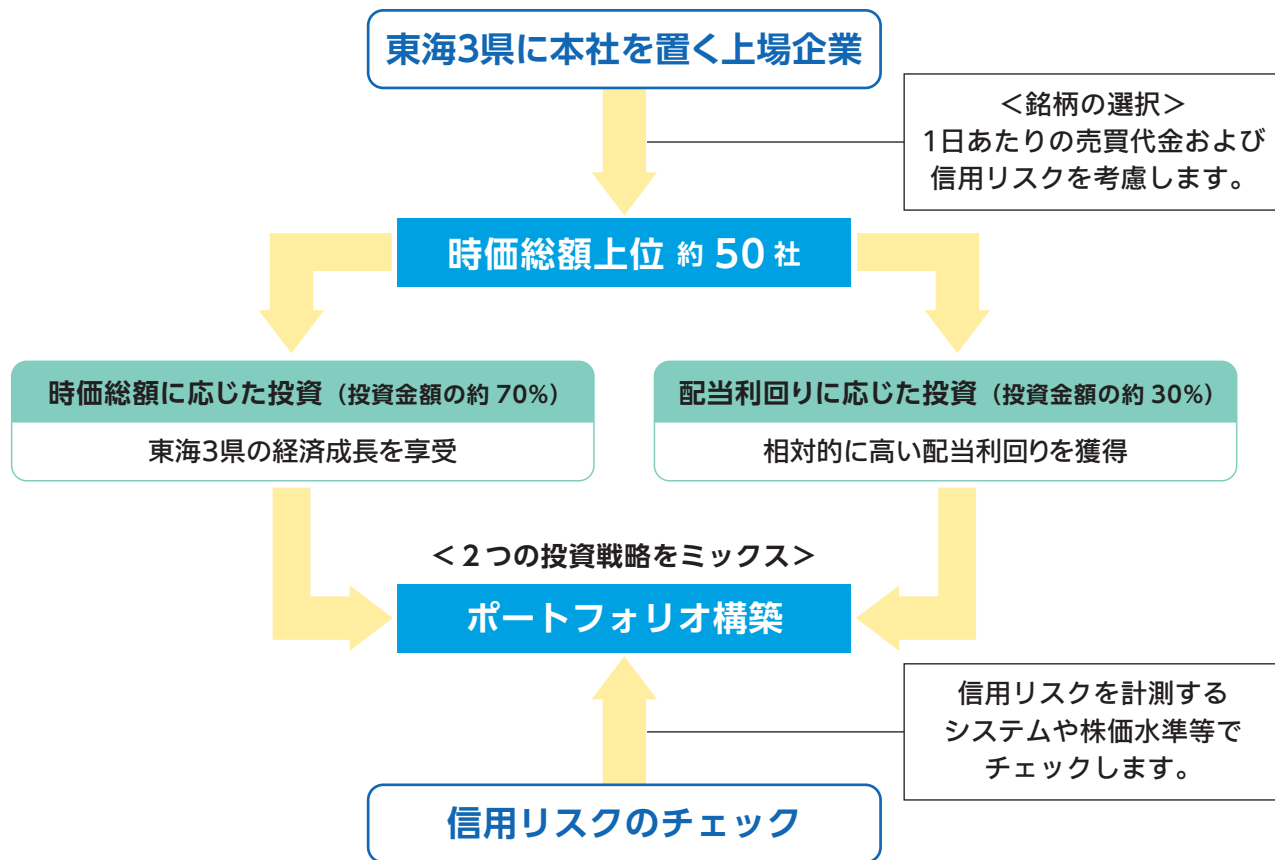 東海3県に本社を置く上場企業
＜銘柄の選択＞
1日あたりの売買代金および
信用リスクを考慮します。
時価総額上位 約 50 社
時価総額に応じた投資（投資金額の約 70%）
東海3県の経済成長を享受
配当利回りに応じた投資（投資金額の約 30%）
相対的に高い配当利回りを獲得
＜２つの投資戦略をミックス＞
ポートフォリオ構築
信用リスクを計測する
システムや株価水準等で
チェックします。
信用リスクのチェック